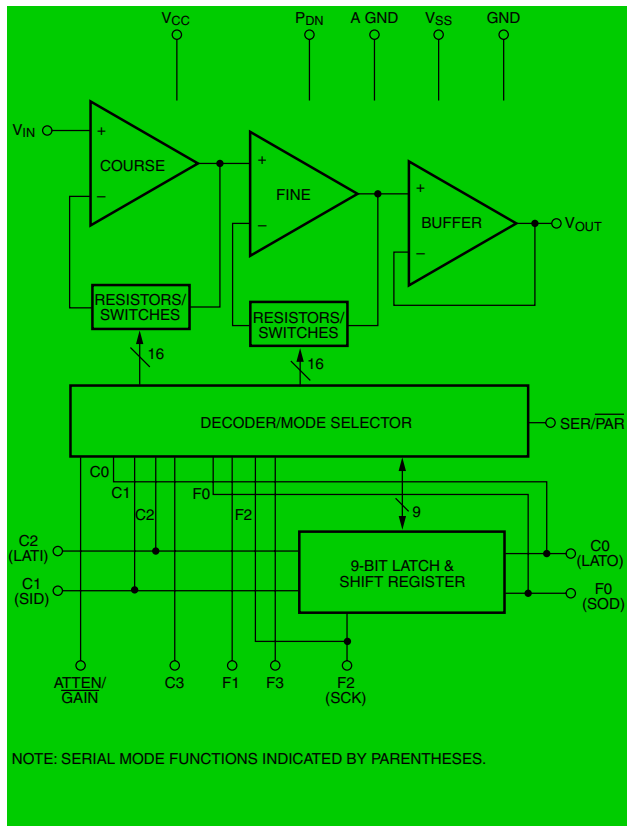 VCC PDN A GND VSS GND
VIN
+
COURSE
–
+
FINE
–
+
BUFFER
–
VOUT
RESISTORS/
SWITCHES
RESISTORS/
SWITCHES
16
16
DECODER/MODE SELECTOR
SER/PAR
C0
C1
C2
F0
F2
9
C2
(LATI)
C1
(SID)
9-BIT LATCH &
SHIFT REGISTER
C0
(LATO)
F0
(SOD)
ATTEN/
GAIN
C3
F1
F3
F2
(SCK)
NOTE: SERIAL MODE FUNCTIONS INDICATED BY PARENTHESES.